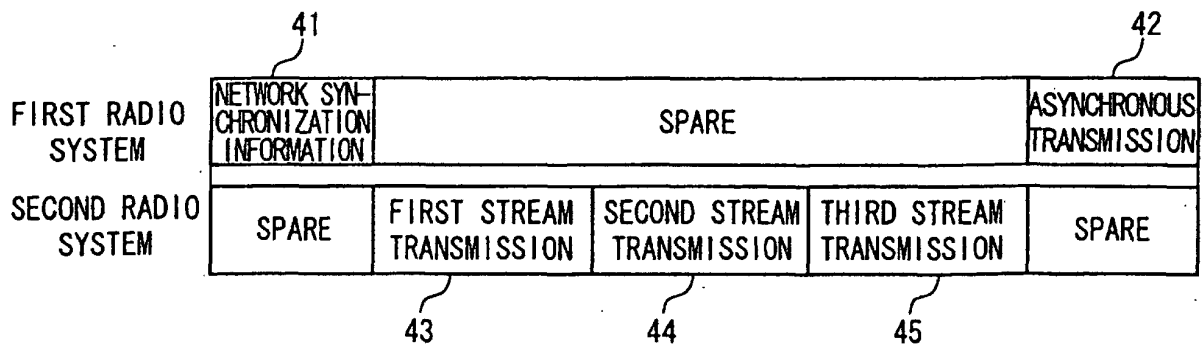 41
42
FIRST RADIO
SYSTEM
NETWORK SYN-
CHRONIZATION
INFORMATION
SPARE
ASYNCHRONOUS
TRANSMISSION
SECOND RADIO
SYSTEM
SPARE
FIRST STREAM
TRANSMISSION
SECOND STREAM
TRANSMISSION
THIRD STREAM
TRANSMISSION
SPARE
43
44
45